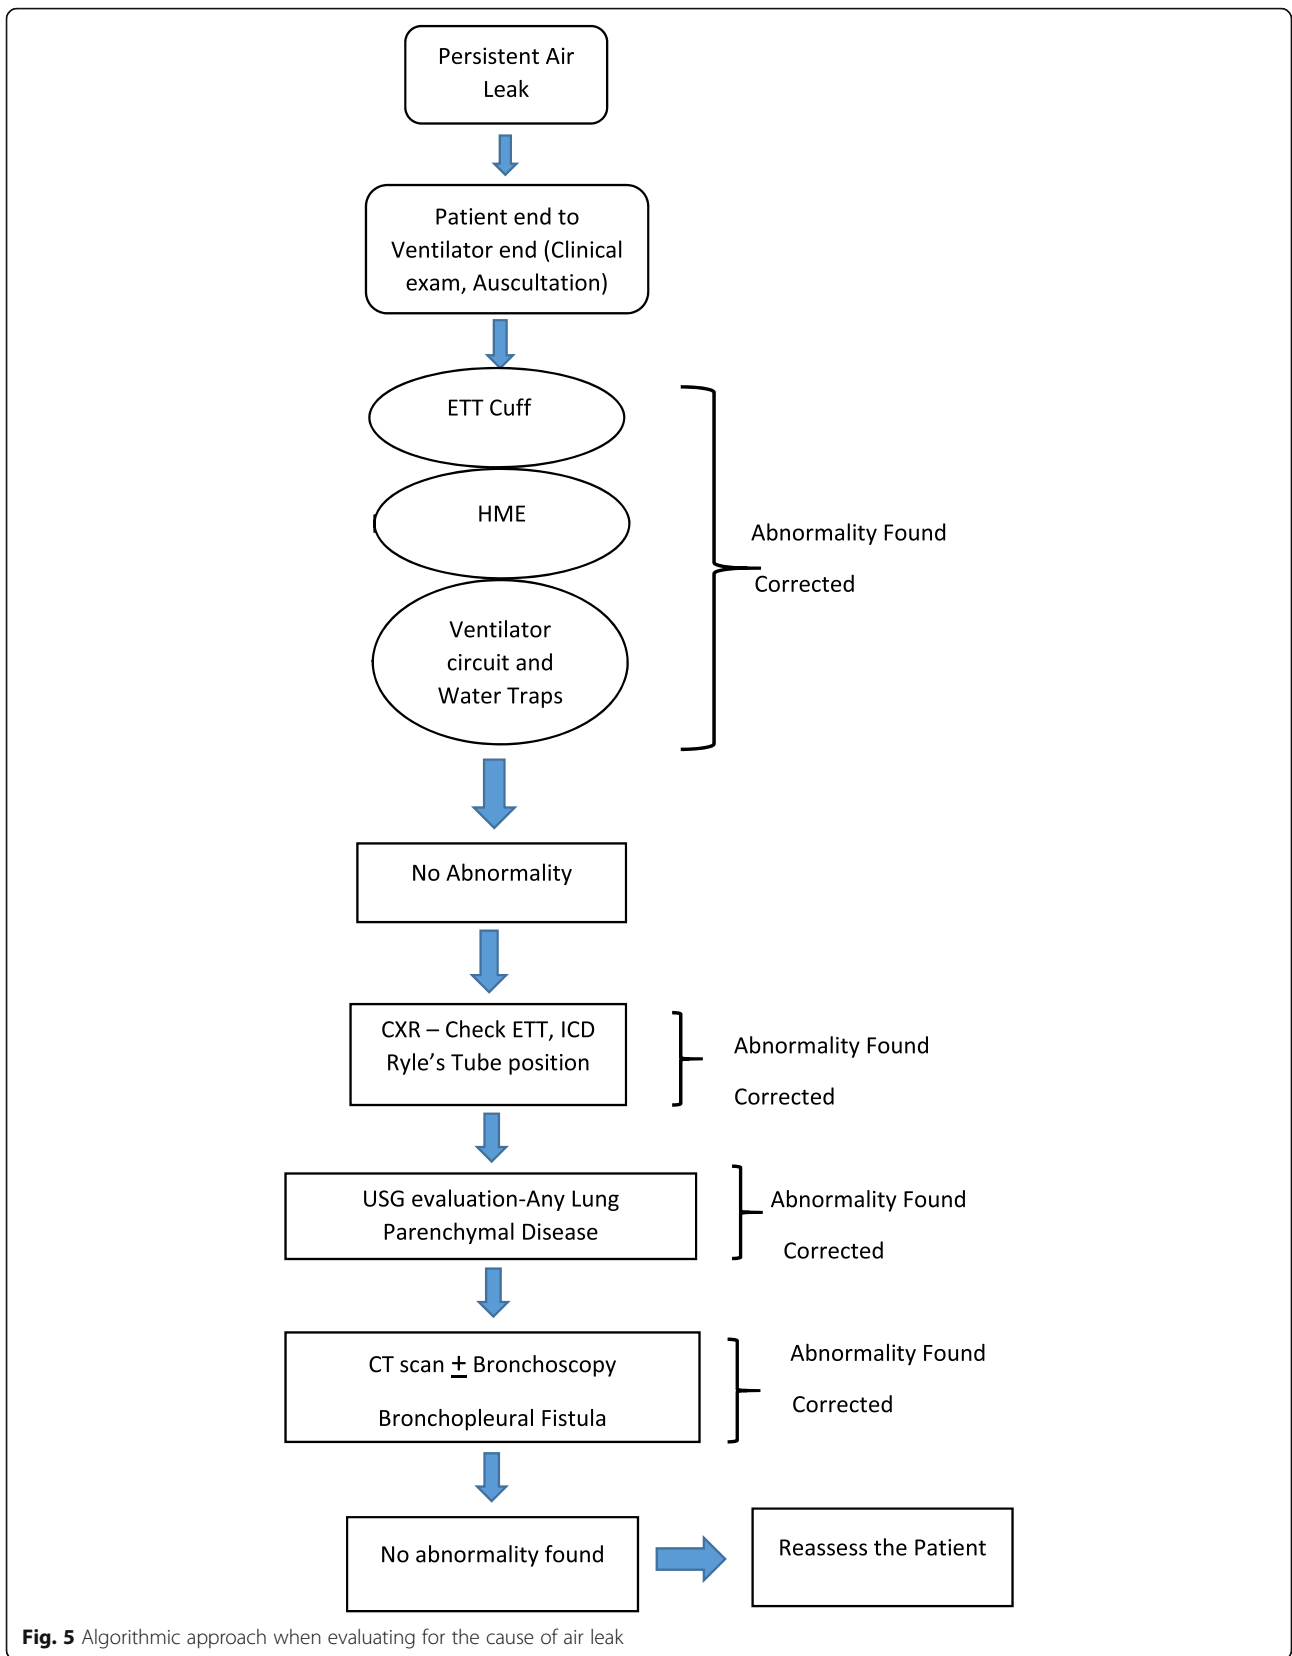 Persistent Air
Leak
Patient end to
Ventilator end (Clinical
exam, Auscultation)
ETT Cuff
HME
Abnormality Found
Corrected
Ventilator
circuit and
Water Traps
No Abnormality
CXR – Check ETT, ICD
Ryle's Tube position
Abnormality Found
Corrected
USG evaluation-Any Lung
Parenchymal Disease
Abnormality Found
Corrected
CT scan ± Bronchoscopy
Bronchopleural Fistula
Abnormality Found
Corrected
No abnormality found
Reassess the Patient
Fig. 5 Algorithmic approach when evaluating for the cause of air leak